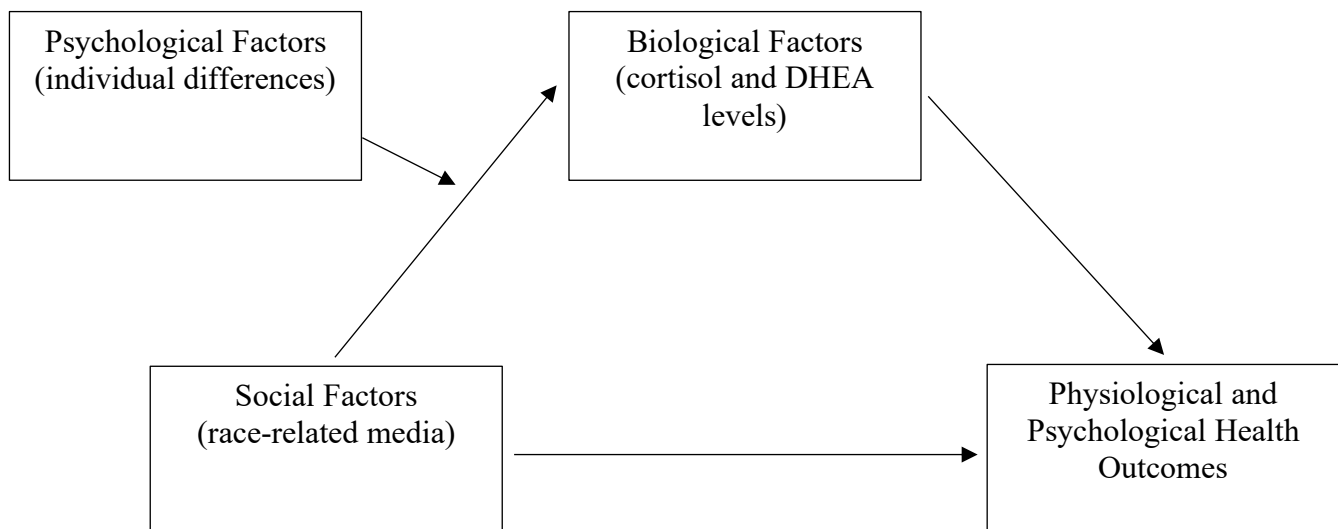 Psychological Factors
(individual differences)
Biological Factors
(cortisol and DHEA
levels)
Social Factors
(race-related media)
Physiological and
Psychological Health
Outcomes